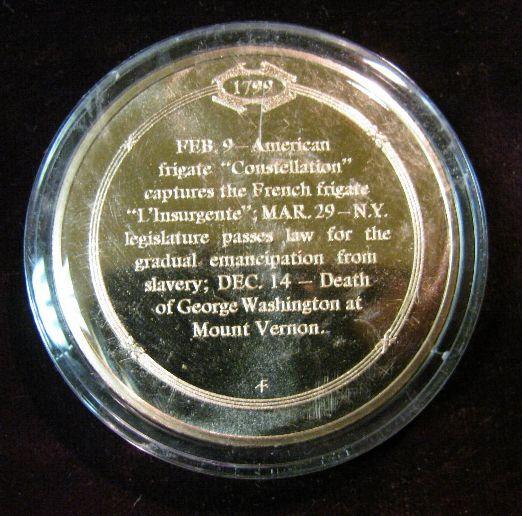 1799
FEB. 9—American
frigate "Constellation"
captures the French frigate
"L'Insurgente"; MAR. 29—N.Y.
legislature passes law for the
gradual emancipation from
slavery; DEC. 14 — Death
of George Washington at
Mount Vernon.